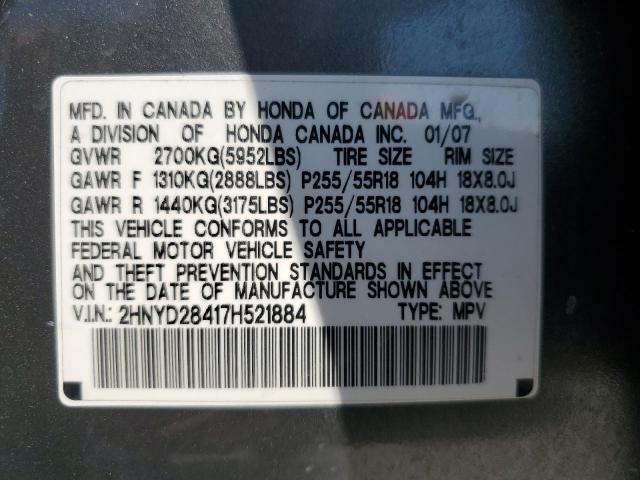 MFD. IN CANADA BY HONDA OF CANADA MFG.,
A DIVISION OF HONDA CANADA INC. 01/07
GVWR 2700KG(5952LBS) TIRE SIZE RIM SIZE
GAWR F 1310KG(2888LBS) P255/55R18 104H 18X8.0J
GAWR R 1440KG(3175LBS) P255/55R18 104H 18X8.0J
THIS VEHICLE CONFORMS TO ALL APPLICABLE
FEDERAL MOTOR VEHICLE SAFETY
AND THEFT PREVENTION STANDARDS IN EFFECT
ON THE DATE OF MANUFACTURE SHOWN ABOVE
V.I.N.: 2HNYD28417H521884 TYPE: MPV